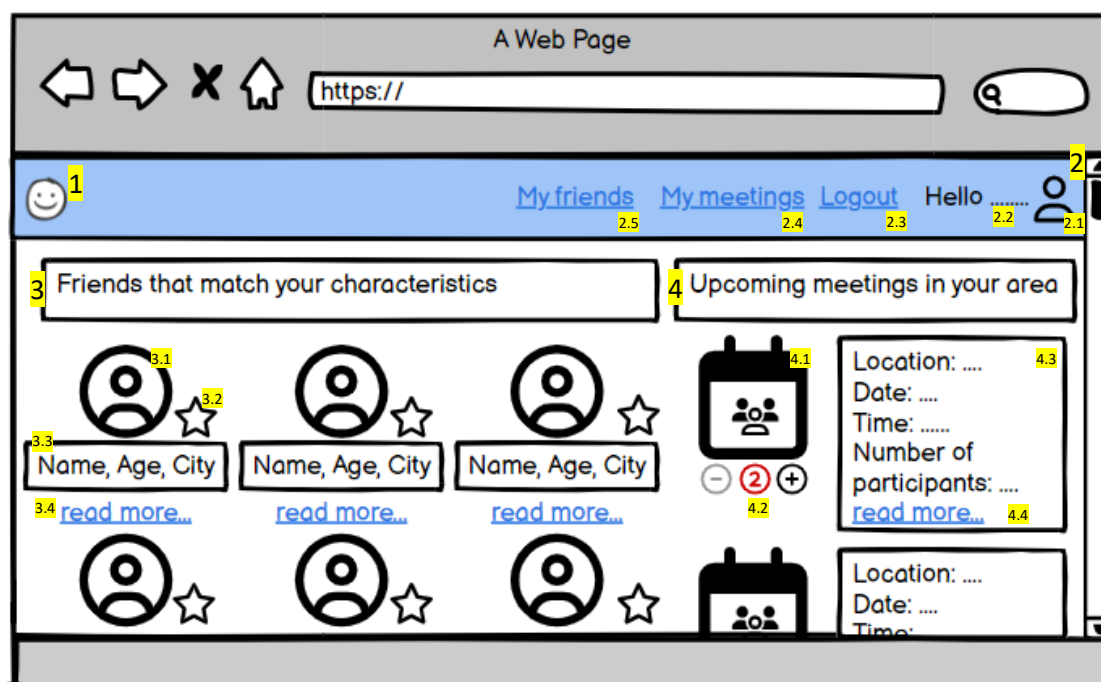 A Web Page
https://
1
2
My friends My meetings Logout Hello ........
2.5 2.4 2.3 2.2 2.1
3 Friends that match your characteristics
4 Upcoming meetings in your area
3.1
3.2
3.3
Name, Age, City Name, Age, City Name, Age, City
3.4 read more... read more... read more...
4.1
2
4.2
Location: .... 4.3
Date: ....
Time: ......
Number of
participants: ....
read more... 4.4
Location: ....
Date: ....
Time: